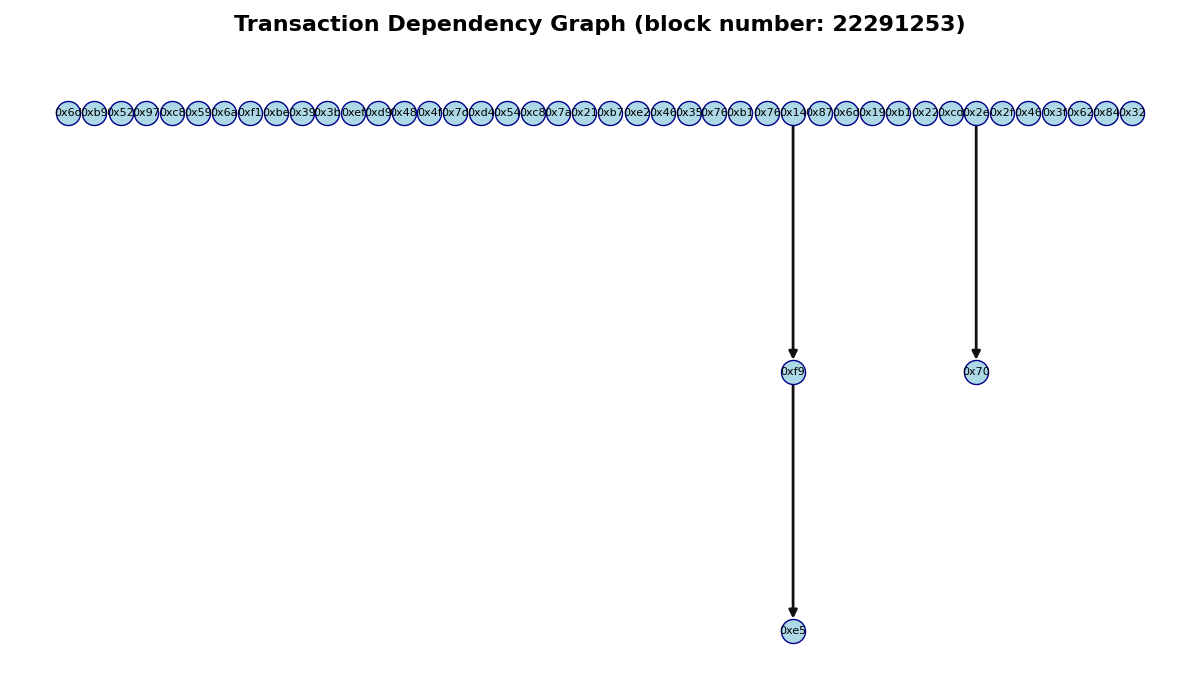 Transaction Dependency Graph (block number: 22291253)
0x6d 0xb9 0x52 0x97 0xc8 0x59 0x6a 0xf1 0xbe 0x39 0x3b 0xef 0xd9 0x48 0x4f 0x7d 0xd4 0x54 0xc8 0x7a 0x21 0xb7 0xe2 0x46 0x35 0x76 0xb1 0x76 0x14 0x87 0x6d 0x19 0xb1 0x22 0xcd 0x2e 0x2f 0x46 0x3f 0x62 0x84 0x32
0xf9 0x70
0xe5